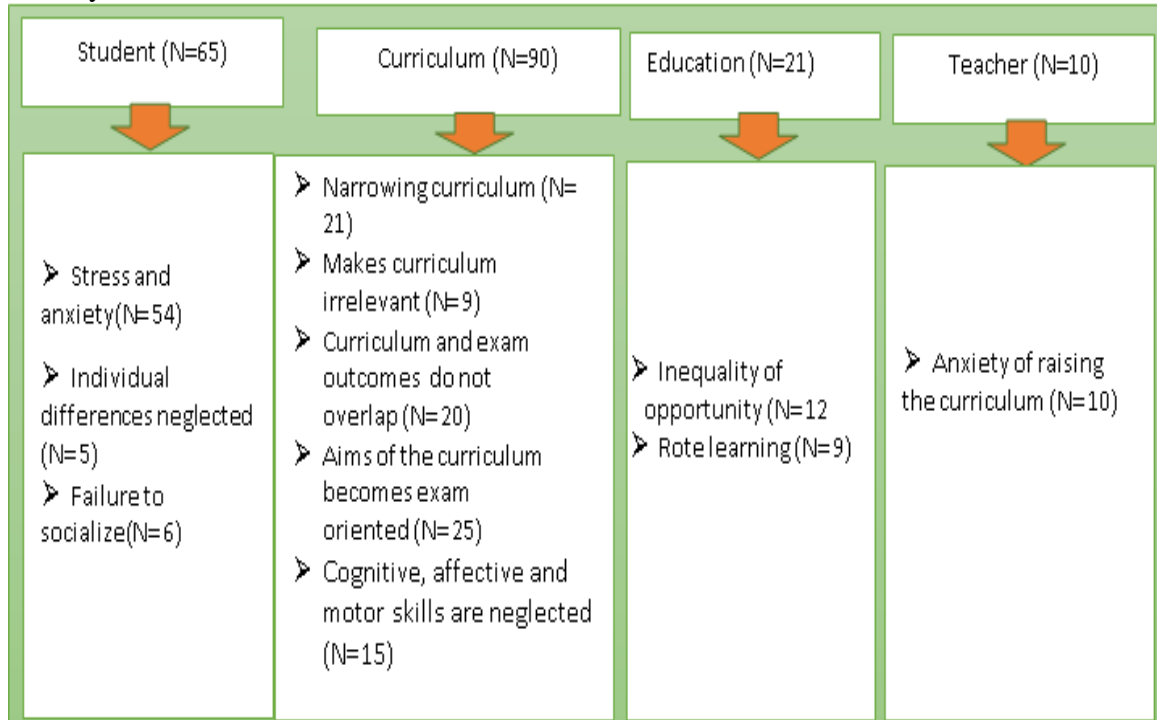 Student (N=65)
Curriculum (N=90)
Education (N=21)
Teacher (N=10)
➤ Stress and
anxiety(N=54)
➤ Individual
differences neglected
(N=5)
➤ Failure to
socialize(N=6)
➤ Narrowing curriculum (N=
21)
➤ Makes curriculum
irrelevant (N=9)
➤ Curriculum and exam
outcomes do not
overlap (N=20)
➤ Aims of the curriculum
becomes exam
oriented (N=25)
➤ Cognitive, affective and
motor skills are neglected
(N=15)
➤ Inequality of
opportunity (N=12
➤ Rote learning (N=9)
➤ Anxiety of raising
the curriculum (N=10)